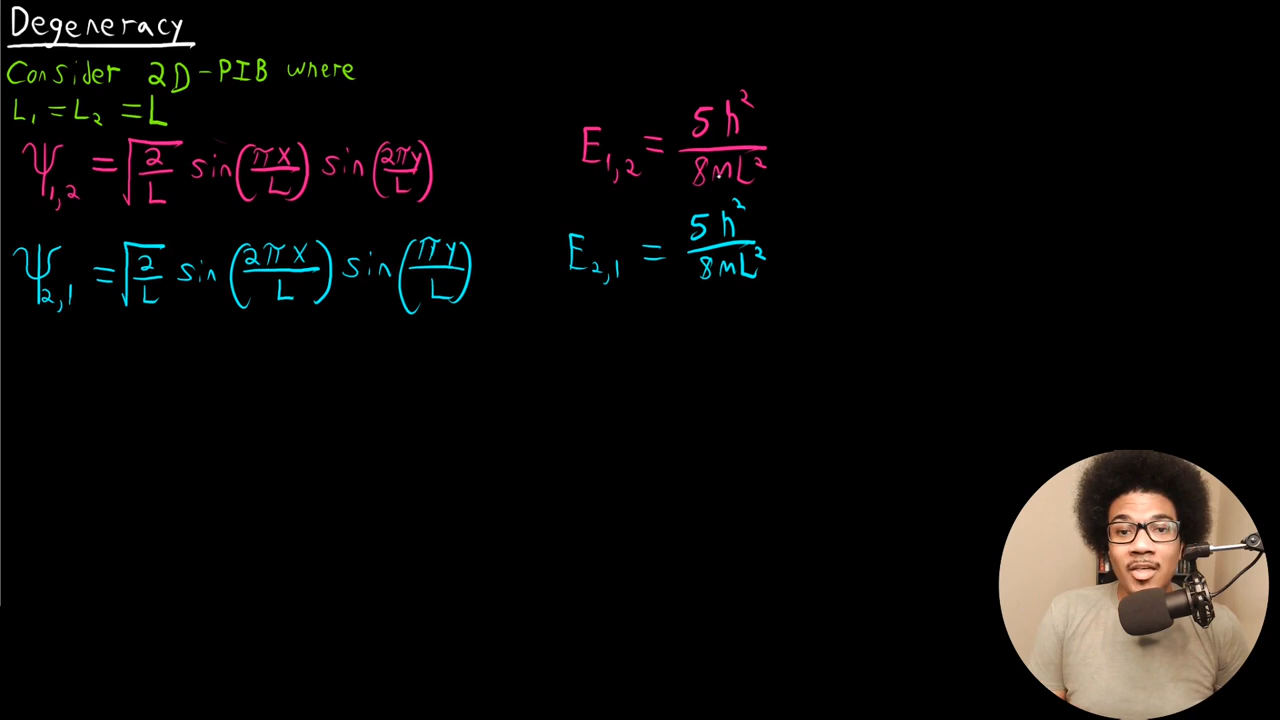 Degeneracy
Consider 2D-PIB where
L₁ = L₂ = L
Ψ₁,₂ = √(2/L) sin(πx/L) sin(2πy/L)
E₁,₂ = 5h²/8mL²
Ψ₂,₁ = √(2/L) sin(2πx/L) sin(πy/L)
E₂,₁ = 5h²/8mL²